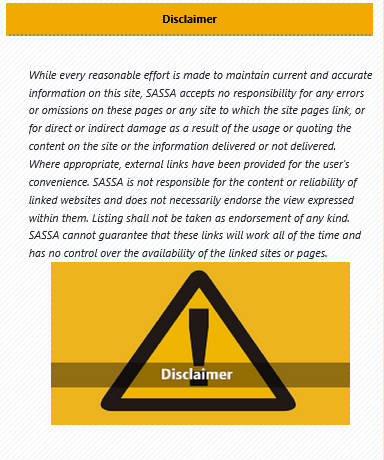 Disclaimer
While every reasonable effort is made to maintain current and accurate
information on this site, SASSA accepts no responsibility for any errors
or omissions on these pages or any site to which the site pages link, or
for direct or indirect damage as a result of the usage or quoting the
content on the site or the information delivered or not delivered.
Where appropriate, external links have been provided for the user's
convenience. SASSA is not responsible for the content or reliability of
linked websites and does not necessarily endorse the view expressed
within them. Listing shall not be taken as endorsement of any kind.
SASSA cannot guarantee that these links will work all of the time and
has no control over the availability of the linked sites or pages.
Disclaimer